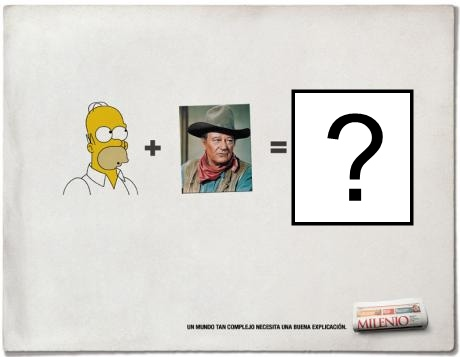 + = ?
UN MUNDO TAN COMPLEJO NECESITA UNA BUENA EXPLICACIÓN.
MILENIO